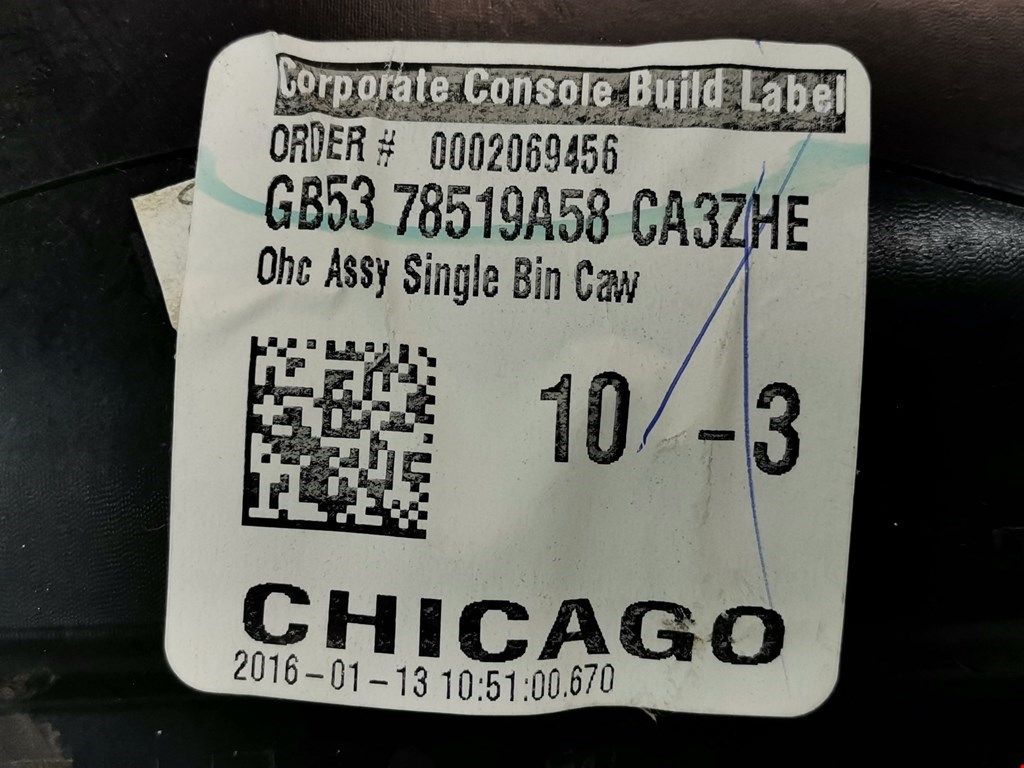 Corporate Console Build Label
ORDER # 0002069456
GB53 78519A58 CA3ZHE
Ohc Assy Single Bin Caw
10 - 3
CHICAGO
2016-01-13 10:51:00.670